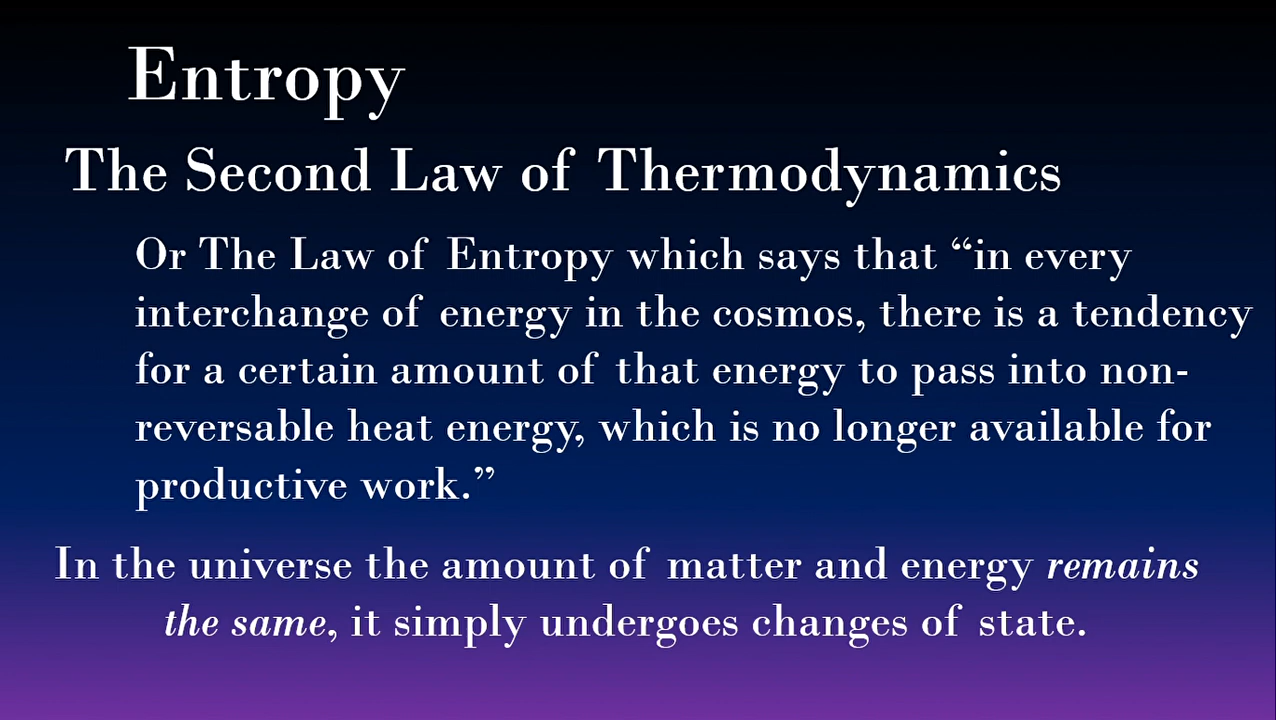 Entropy
The Second Law of Thermodynamics
Or The Law of Entropy which says that “in every
interchange of energy in the cosmos, there is a tendency
for a certain amount of that energy to pass into non-
reversable heat energy, which is no longer available for
productive work.”
In the universe the amount of matter and energy remains
the same, it simply undergoes changes of state.